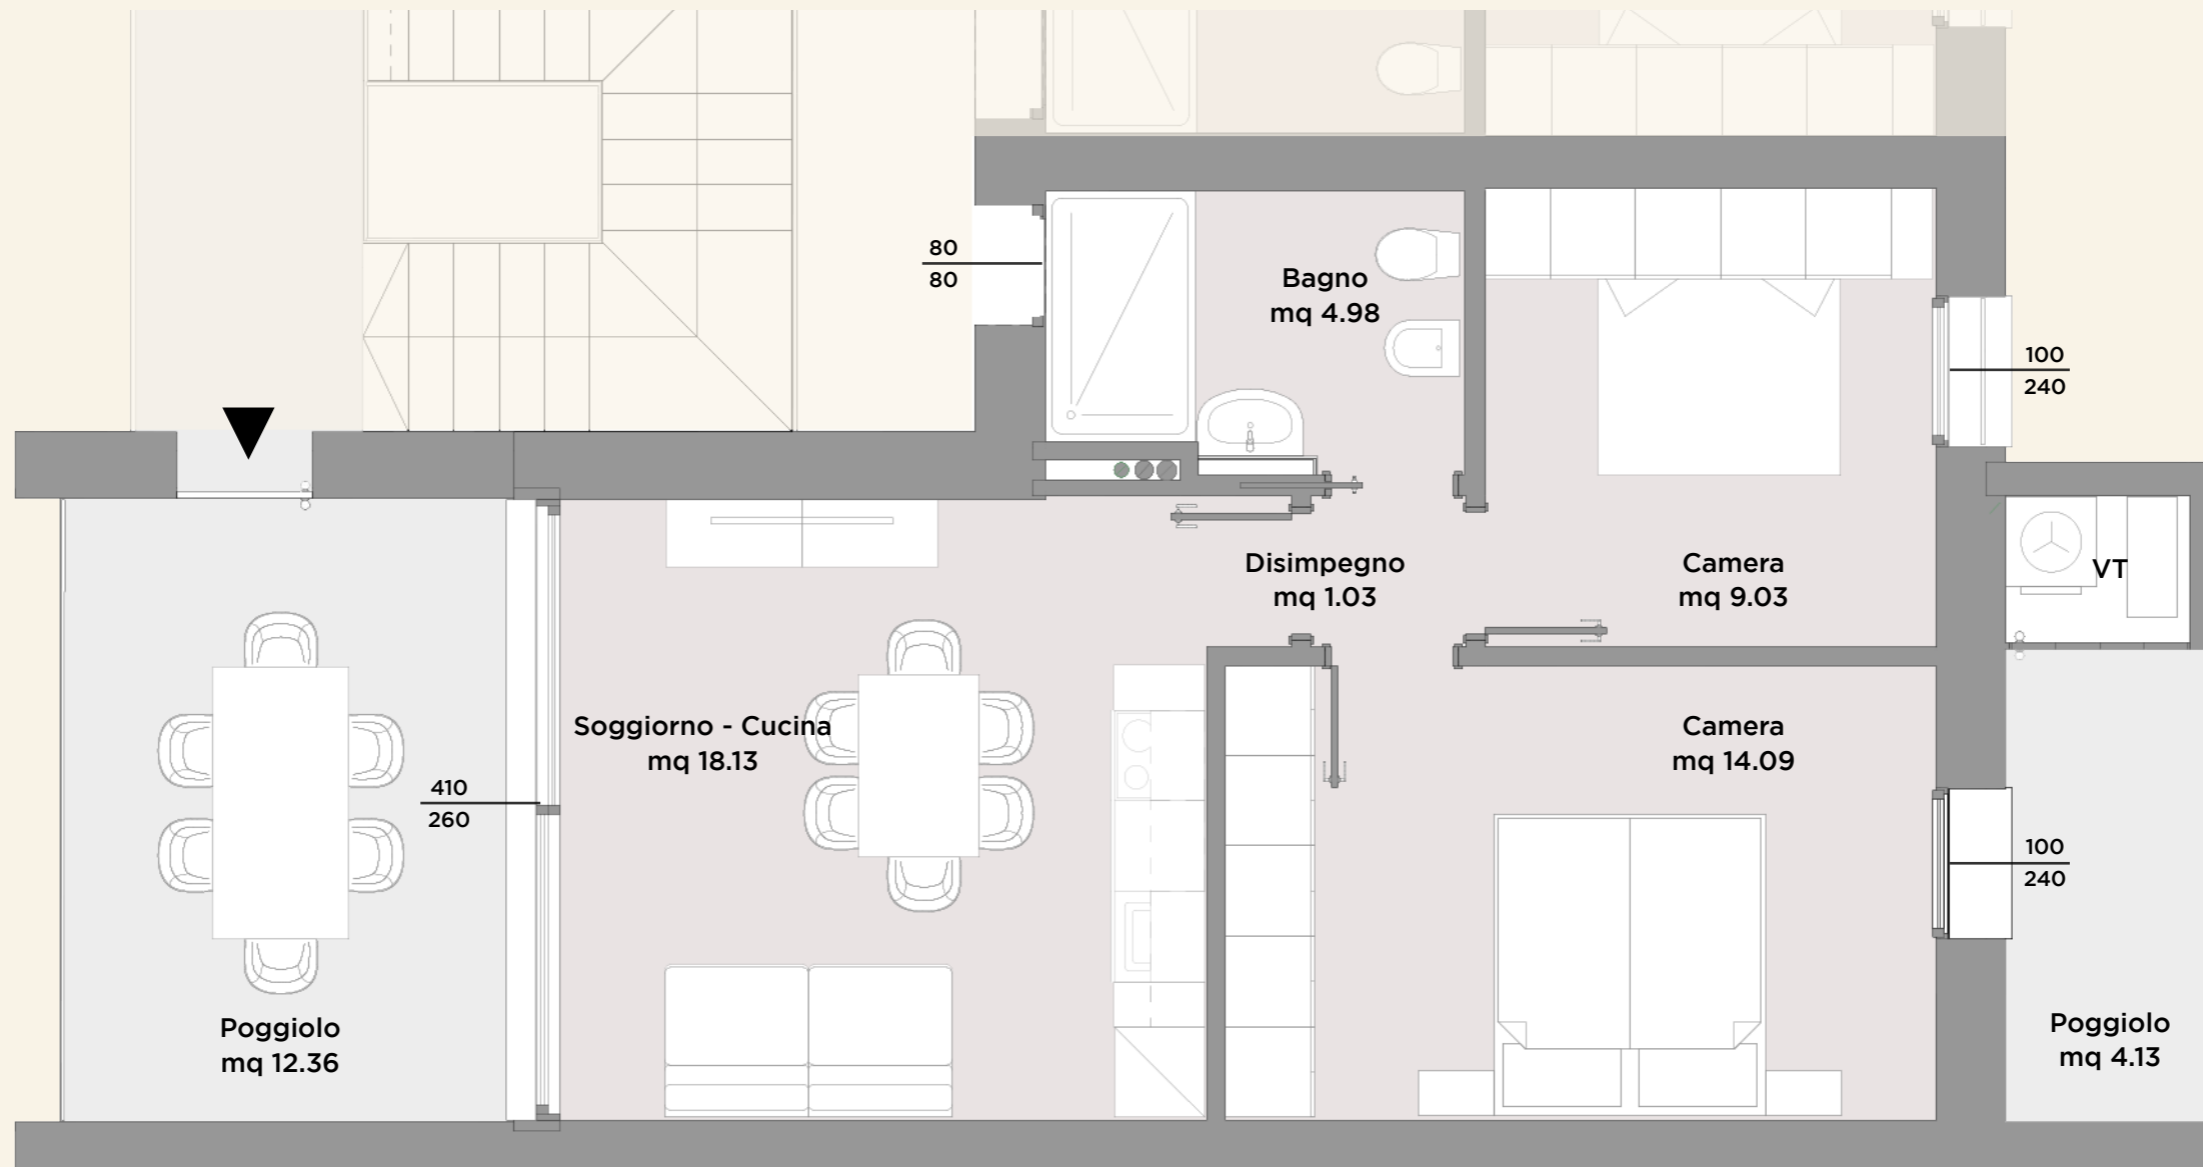 80
80
Bagno
mq 4.98
100
240
Disimpegno
mq 1.03
Camera
mq 9.03
VT
Soggiorno - Cucina
mq 18.13
Camera
mq 14.09
410
260
100
240
Poggiolo
mq 12.36
Poggiolo
mq 4.13